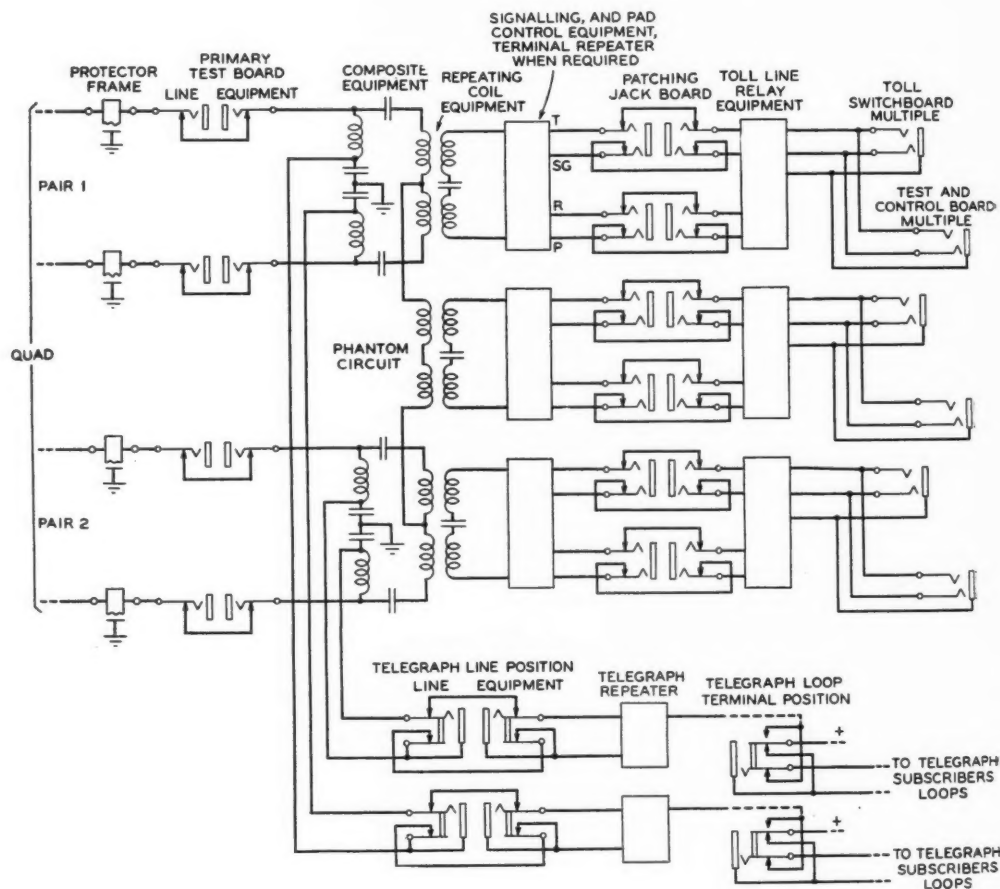 SIGNALLING, AND PAD
CONTROL EQUIPMENT,
TERMINAL REPEATER
WHEN REQUIRED
PROTECTOR
FRAME
PRIMARY
TEST BOARD
LINE EQUIPMENT
COMPOSITE
EQUIPMENT
REPEATING
COIL
EQUIPMENT
PATCHING
JACK BOARD
TOLL LINE
RELAY
EQUIPMENT
TOLL
SWITCHBOARD
MULTIPLE
T
SG
R
P
PAIR 1
TEST AND
CONTROL BOARD
MULTIPLE
QUAD
PHANTOM
CIRCUIT
PAIR 2
TELEGRAPH LINE POSITION
LINE EQUIPMENT
TELEGRAPH
REPEATER
TELEGRAPH LOOP
TERMINAL POSITION
+
TO TELEGRAPH
SUBSCRIBERS
LOOPS
+
TO TELEGRAPH
SUBSCRIBERS
LOOPS